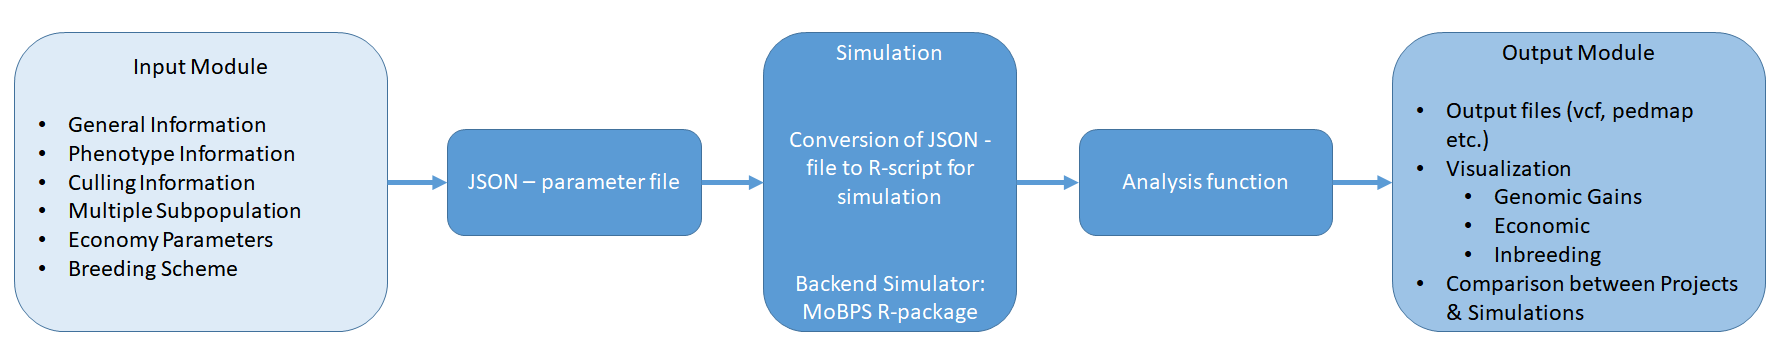 Input Module
• General Information
• Phenotype Information
• Culling Information
• Multiple Subpopulation
• Economy Parameters
• Breeding Scheme
JSON – parameter file
Simulation
Conversion of JSON -
file to R-script for
simulation
Backend Simulator:
MoBPS R-package
Analysis function
Output Module
• Output files (vcf, pedmap
etc.)
• Visualization
• Genomic Gains
• Economic
• Inbreeding
• Comparison between Projects
& Simulations